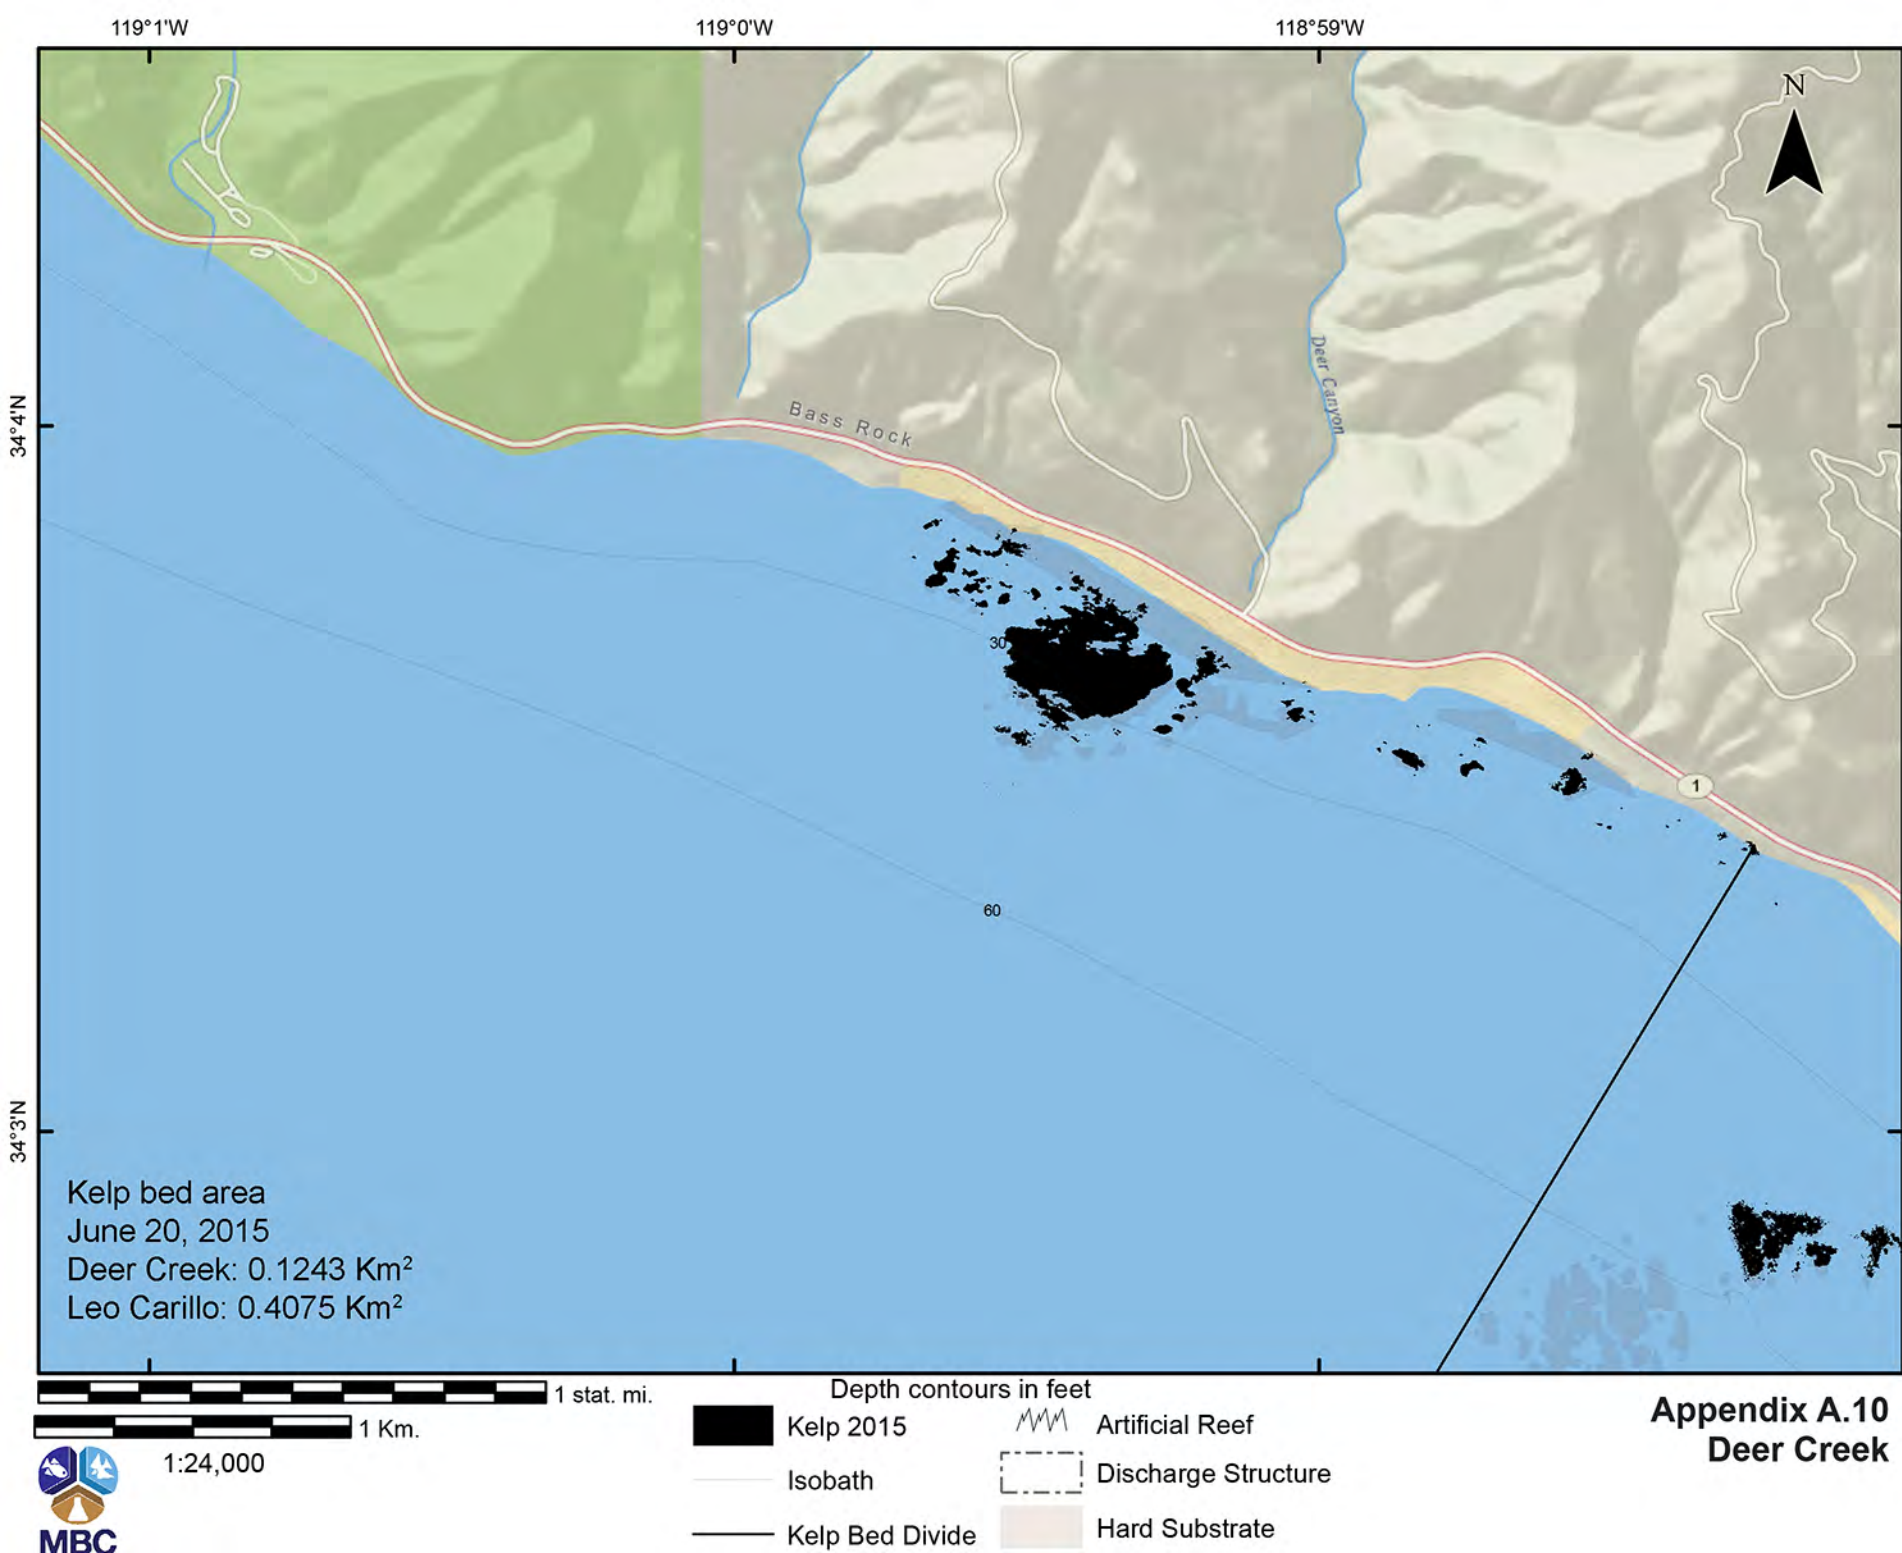 119°1'W
119°0'W
118°59'W
N
34°4'N
Bass Rock
Deer Canyon
30
1
60
34°3'N
Kelp bed area
June 20, 2015
Deer Creek: 0.1243 Km²
Leo Carillo: 0.4075 Km²
1 stat. mi.
1 Km.
1:24,000
MBC
Depth contours in feet
Kelp 2015
Isobath
Kelp Bed Divide
Artificial Reef
Discharge Structure
Hard Substrate
Appendix A.10
Deer Creek